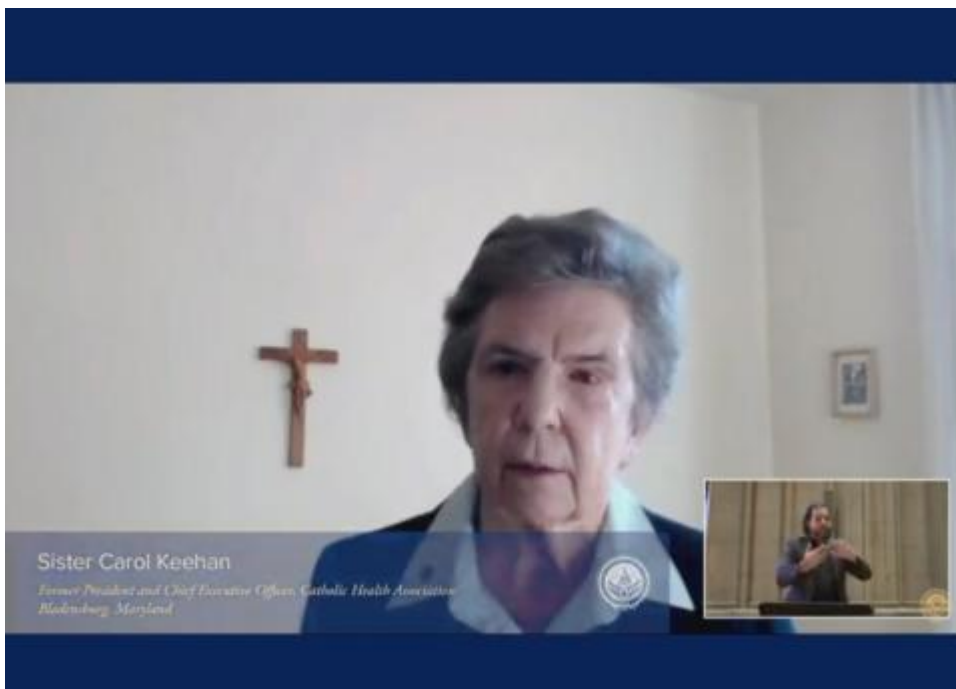 Sister Carol Keehan
Former President and Chief Executive Officer, Catholic Health Association
Bladensburg, Maryland